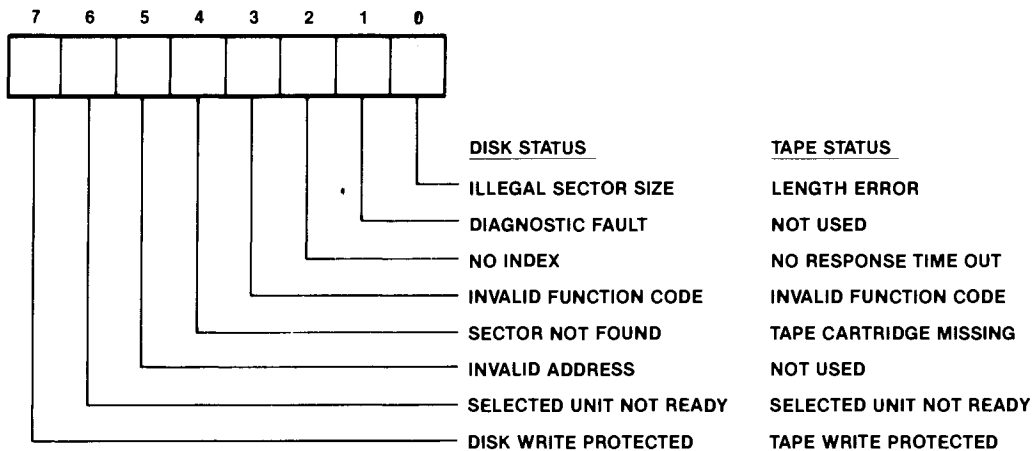 7 6 5 4 3 2 1 0
DISK STATUS TAPE STATUS
ILLEGAL SECTOR SIZE LENGTH ERROR
DIAGNOSTIC FAULT NOT USED
NO INDEX NO RESPONSE TIME OUT
INVALID FUNCTION CODE INVALID FUNCTION CODE
SECTOR NOT FOUND TAPE CARTRIDGE MISSING
INVALID ADDRESS NOT USED
SELECTED UNIT NOT READY SELECTED UNIT NOT READY
DISK WRITE PROTECTED TAPE WRITE PROTECTED